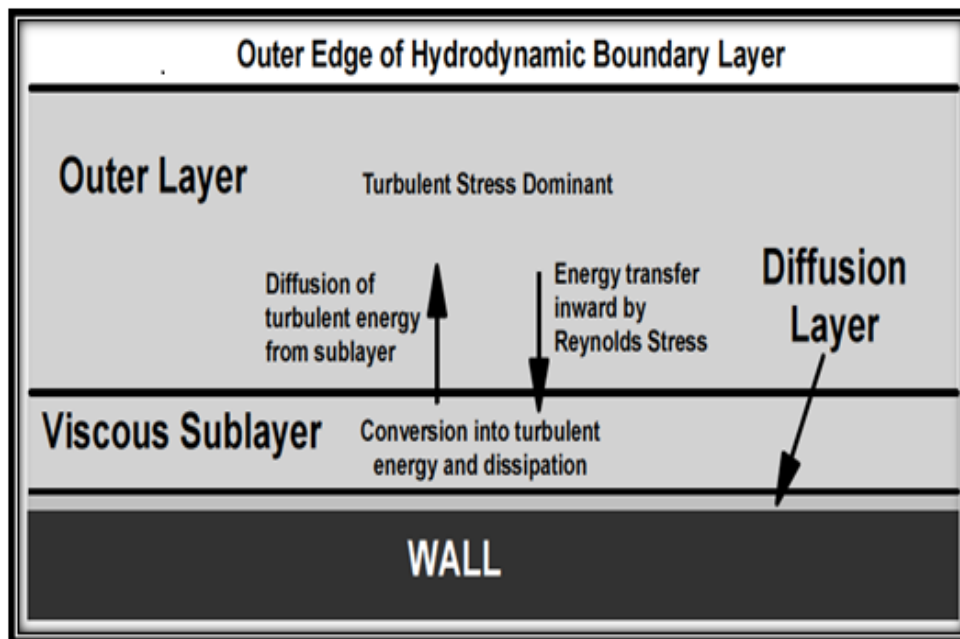 Outer Edge of Hydrodynamic Boundary Layer
Outer Layer
Turbulent Stress Dominant
Diffusion of
turbulent energy
from sublayer
Energy transfer
inward by
Reynolds Stress
Diffusion
Layer
Viscous Sublayer
Conversion into turbulent
energy and dissipation
WALL